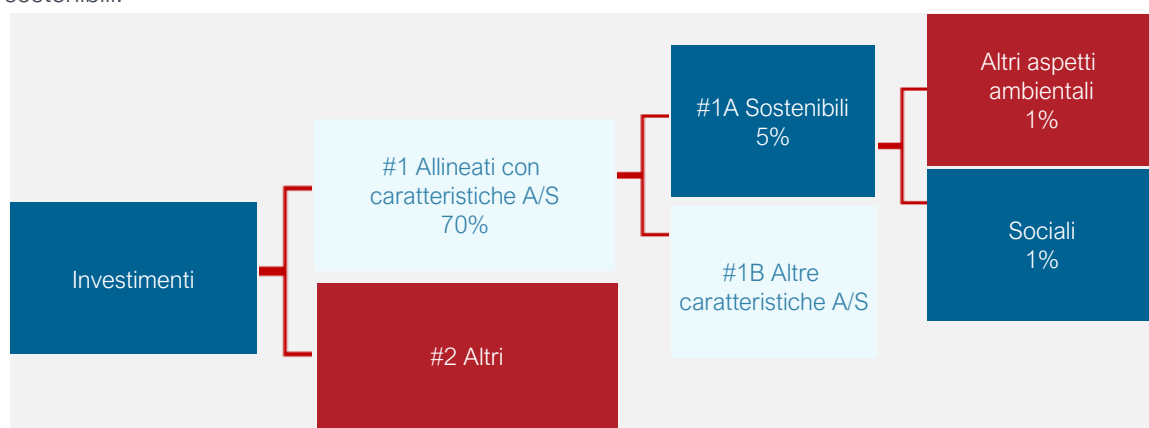 sostenibili.
Altri aspetti
ambientali
1%
#1A Sostenibili
5%
#1 Allineati con
caratteristiche A/S
70%
Sociali
1%
Investimenti
#1B Altre
caratteristiche A/S
#2 Altri